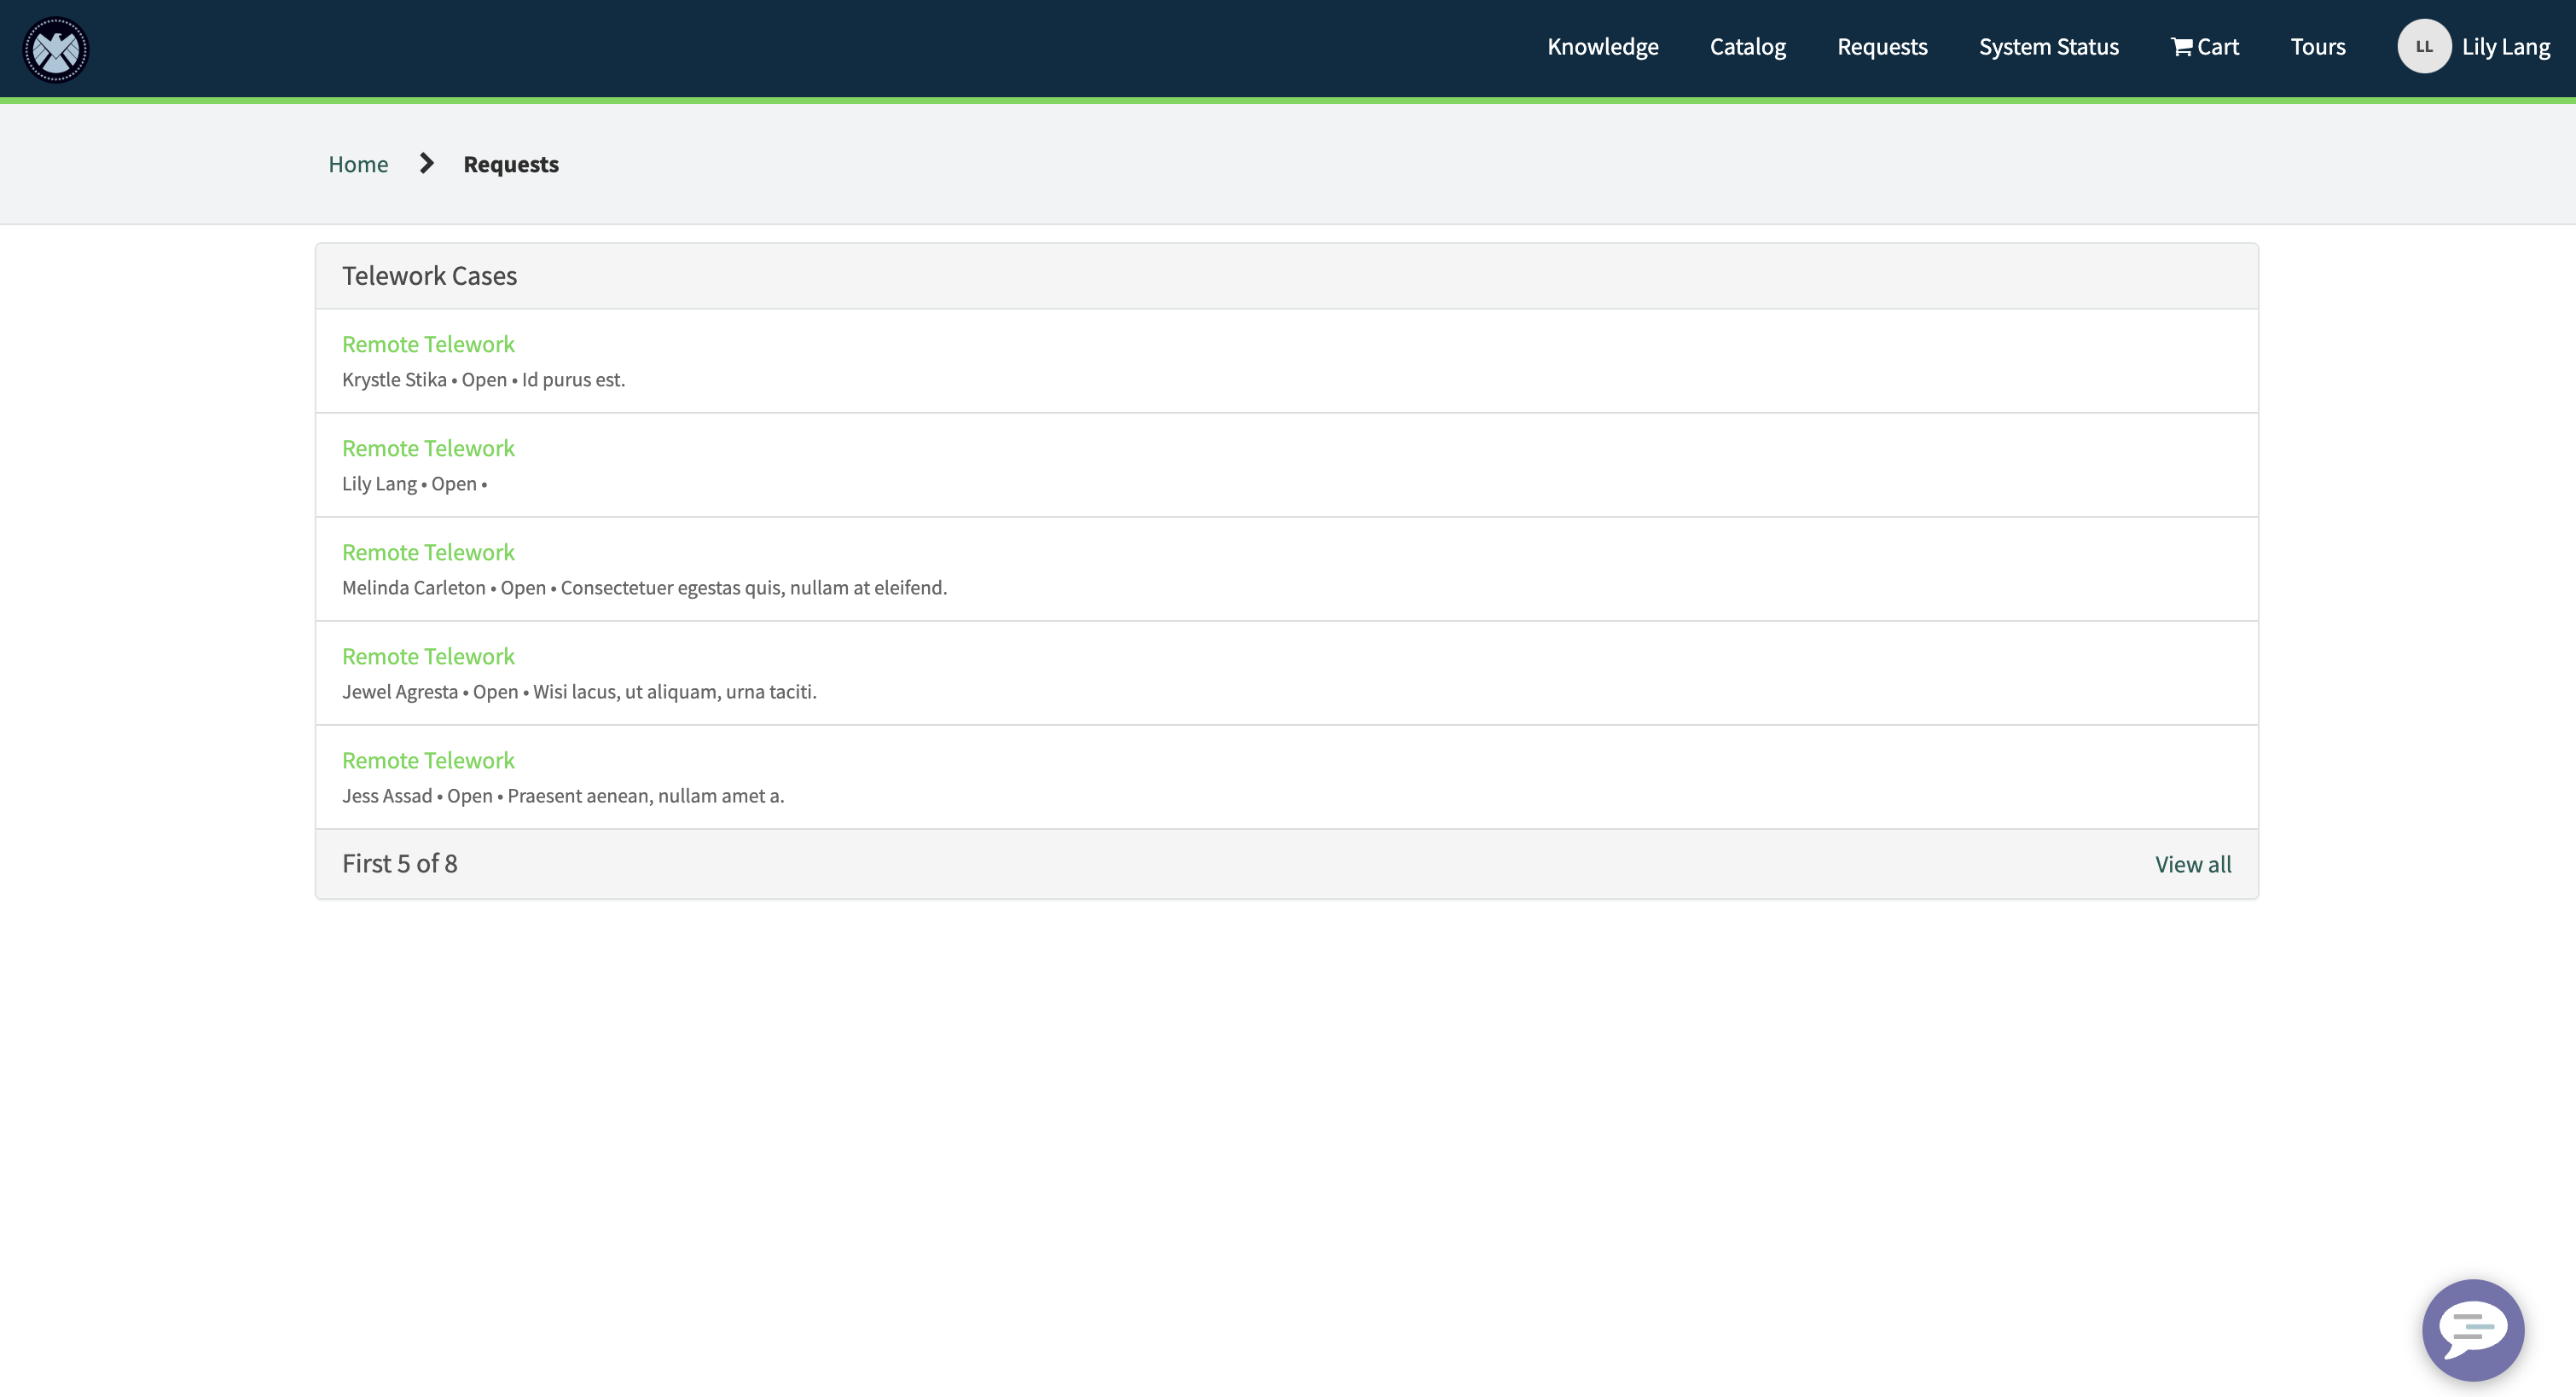 Knowledge Catalog Requests System Status Cart Tours LL Lily Lang
Home Requests
Telework Cases
Remote Telework
Krystle Stika • Open • Id purus est.
Remote Telework
Lily Lang • Open •
Remote Telework
Melinda Carleton • Open • Consectetuer egestas quis, nullam at eleifend.
Remote Telework
Jewel Agresta • Open • Wisi lacus, ut aliquam, urna taciti.
Remote Telework
Jess Assad • Open • Praesent aenean, nullam amet a.
First 5 of 8 View all